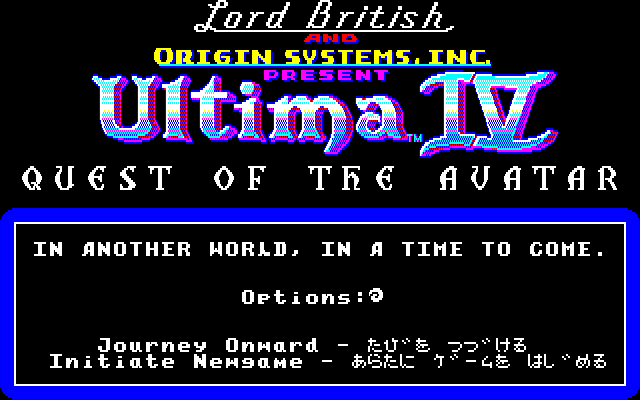 Lord British
AND
ORIGIN SYSTEMS, INC.
PRESENT
Ultima IV™
QUEST OF THE AVATAR
IN ANOTHER WORLD, IN A TIME TO COME.
Options:
Journey Onward - たび゛を つづける
Initiate Newgame - あらたに ゲームを はじめる